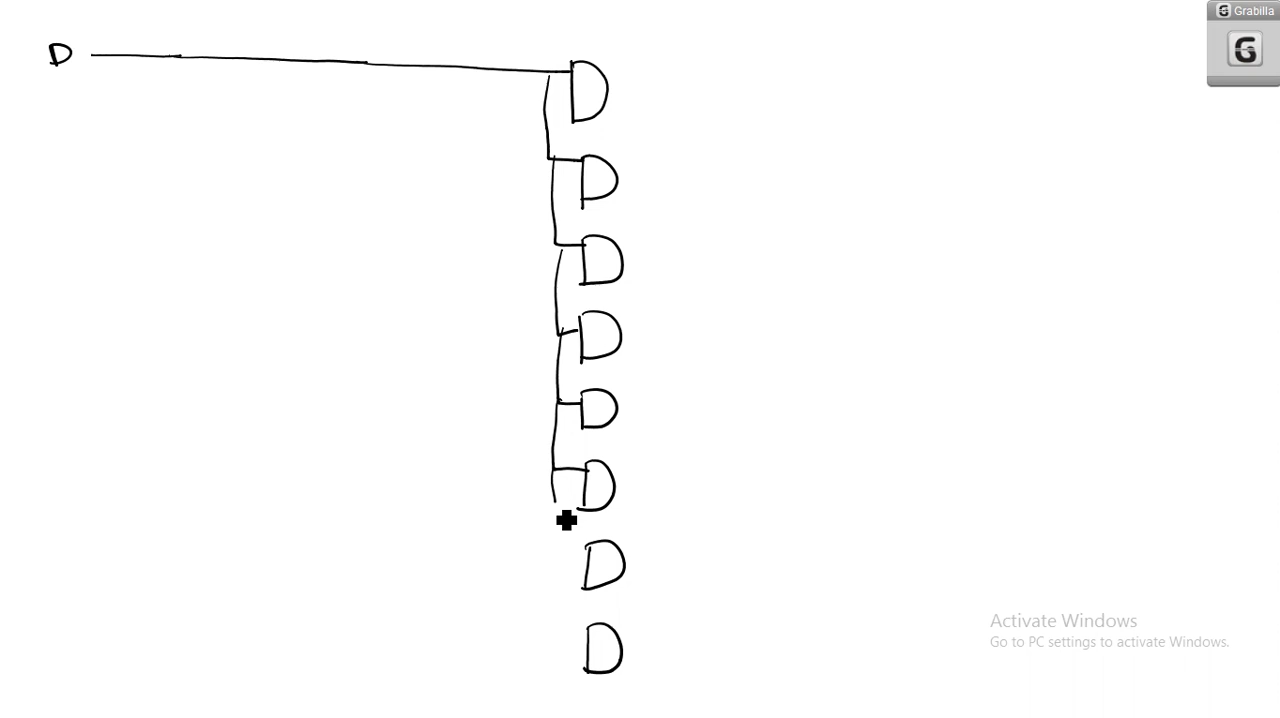 Grabilla
G
D
Activate Windows
Go to PC settings to activate Windows.